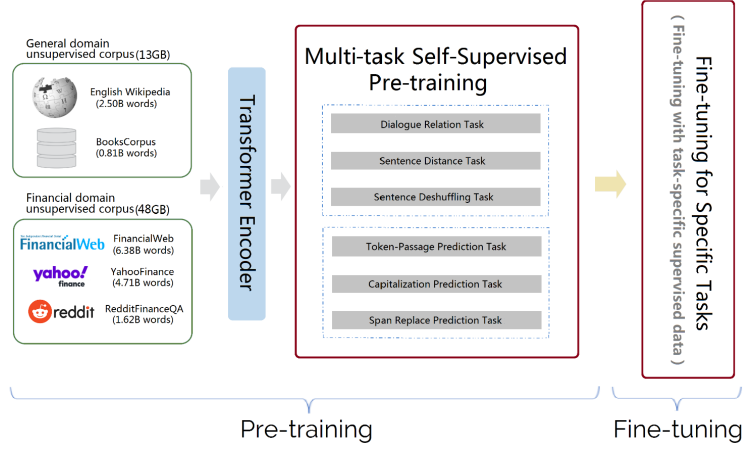 General domain
unsupervised corpus(13GB)
English Wikipedia
(2.50B words)
BooksCorpus
(0.81B words)
Financial domain
unsupervised corpus(48GB)
FinancialWeb
FinancialWeb
(6.38B words)
yahoo!
finance
YahooFinance
(4.71B words)
reddit
RedditFinanceQA
(1.62B words)
Transformer Encoder
Multi-task Self-Supervised
Pre-training
Dialogue Relation Task
Sentence Distance Task
Sentence Deshuffling Task
Token-Passage Prediction Task
Capitalization Prediction Task
Span Replace Prediction Task
Fine-tuning for Specific Tasks
( Fine-tuning with task-specific supervised data )
Pre-training
Fine-tuning